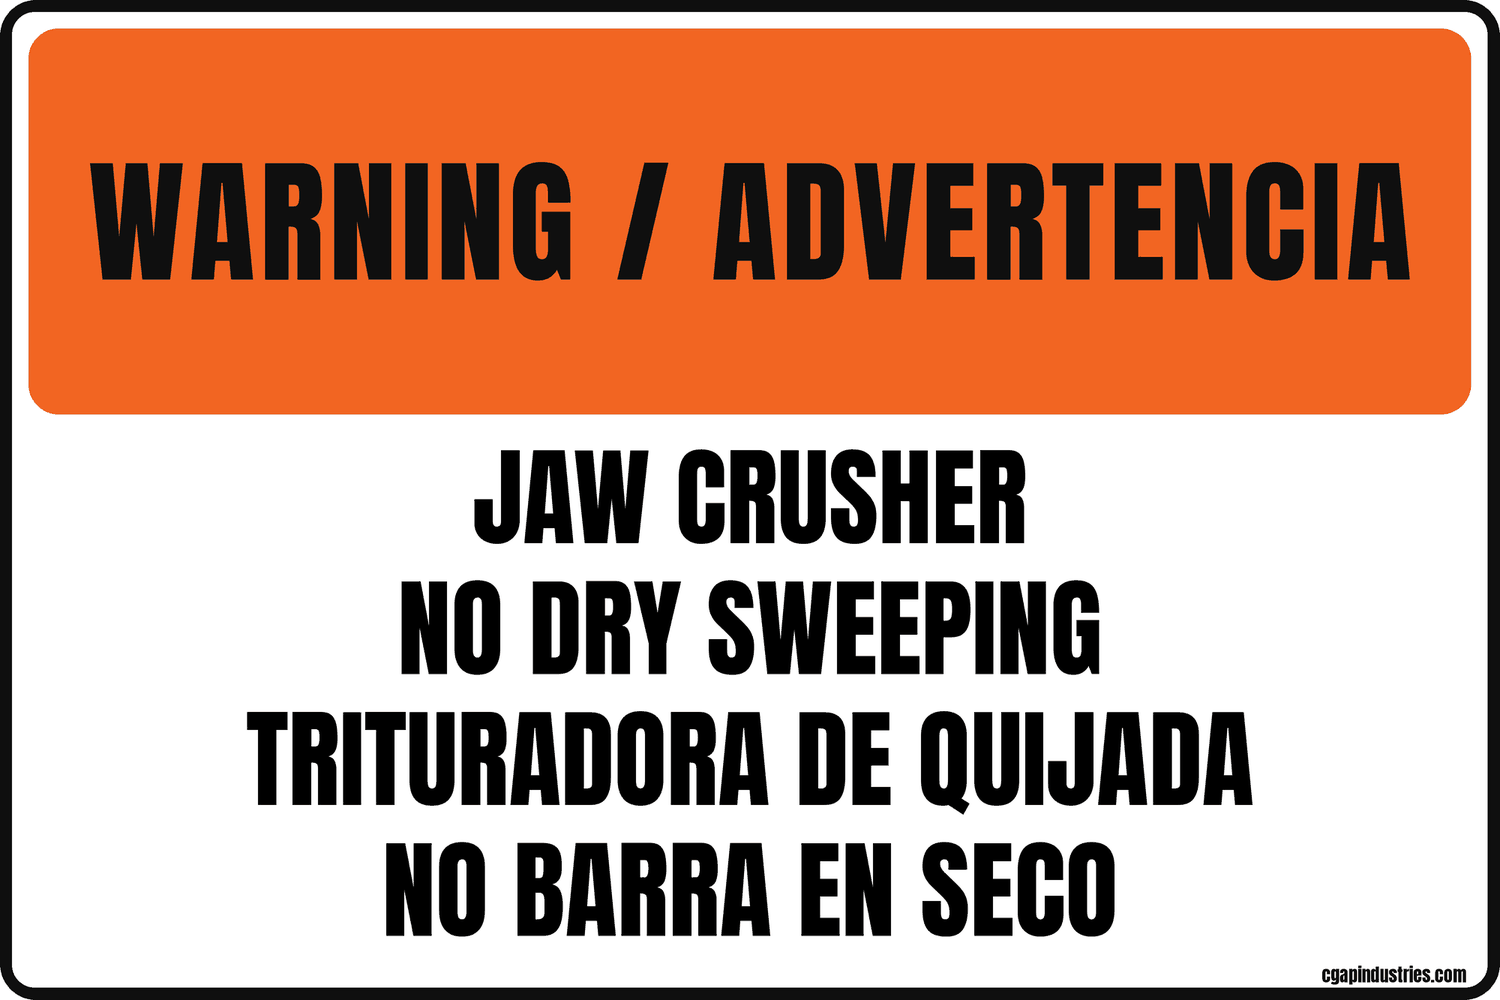 WARNING / ADVERTENCIA
JAW CRUSHER
NO DRY SWEEPING
TRITURADORA DE QUIJADA
NO BARRA EN SECO
cgapindustries.com